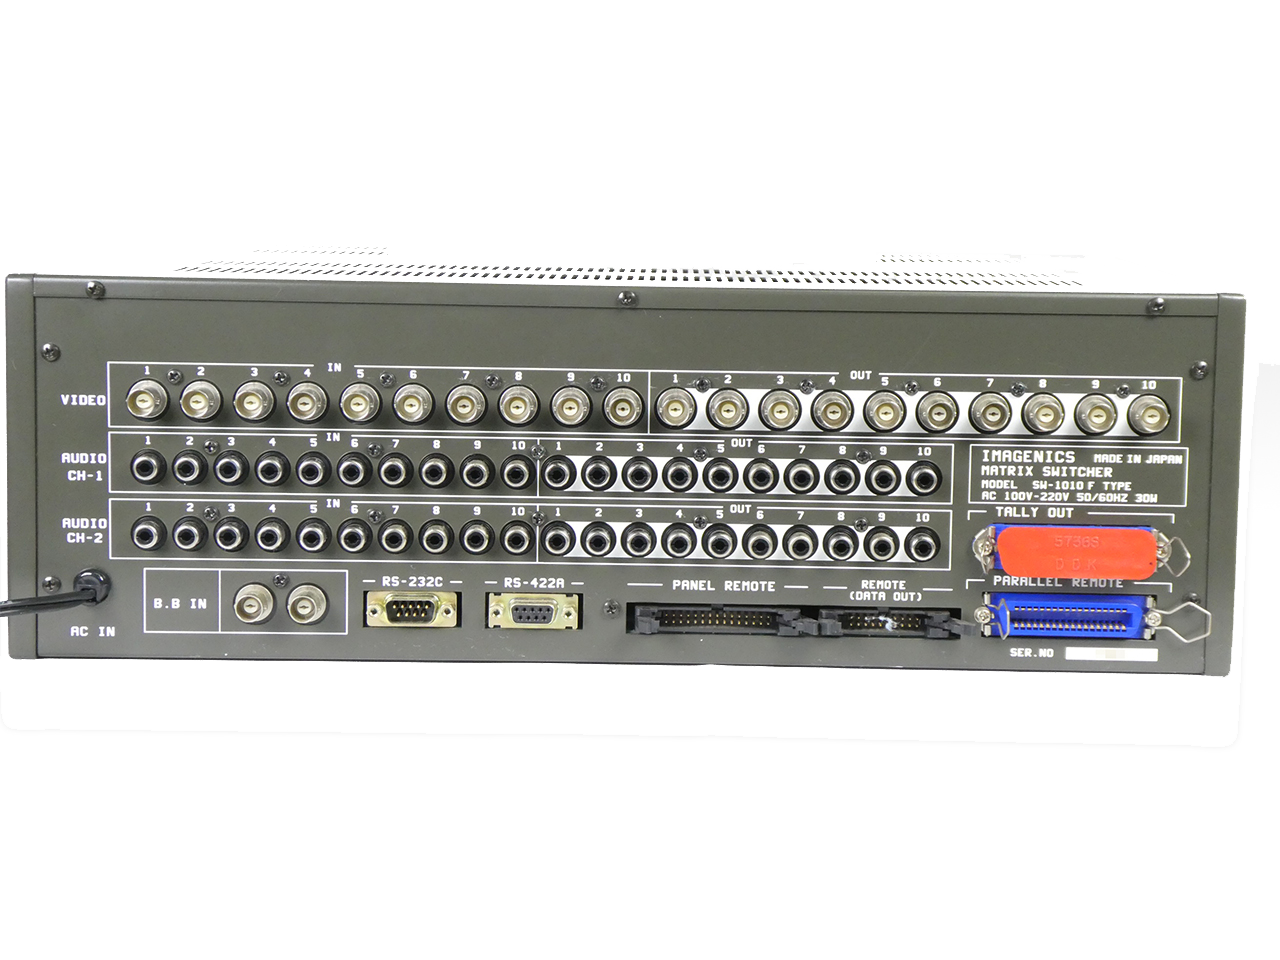 IN
OUT
1 2 3 4 5 6 7 8 9 10 1 2 3 4 5 6 7 8 9 10
VIDEO
IN
OUT
1 2 3 4 5 6 7 8 9 10 1 2 3 4 5 6 7 8 9 10
AUDIO
CH-1
IN
OUT
1 2 3 4 5 6 7 8 9 10 1 2 3 4 5 6 7 8 9 10
AUDIO
CH-2
IMAGENICS MADE IN JAPAN
MATRIX SWITCHER
MODEL SW-1010 F TYPE
AC 100V-220V 50/60HZ 30W
TALLY OUT
5736S
DDK
PARALLEL REMOTE
AC IN
B.B IN
RS-232C
RS-422A
PANEL REMOTE
REMOTE
(DATA OUT)
SER.NO